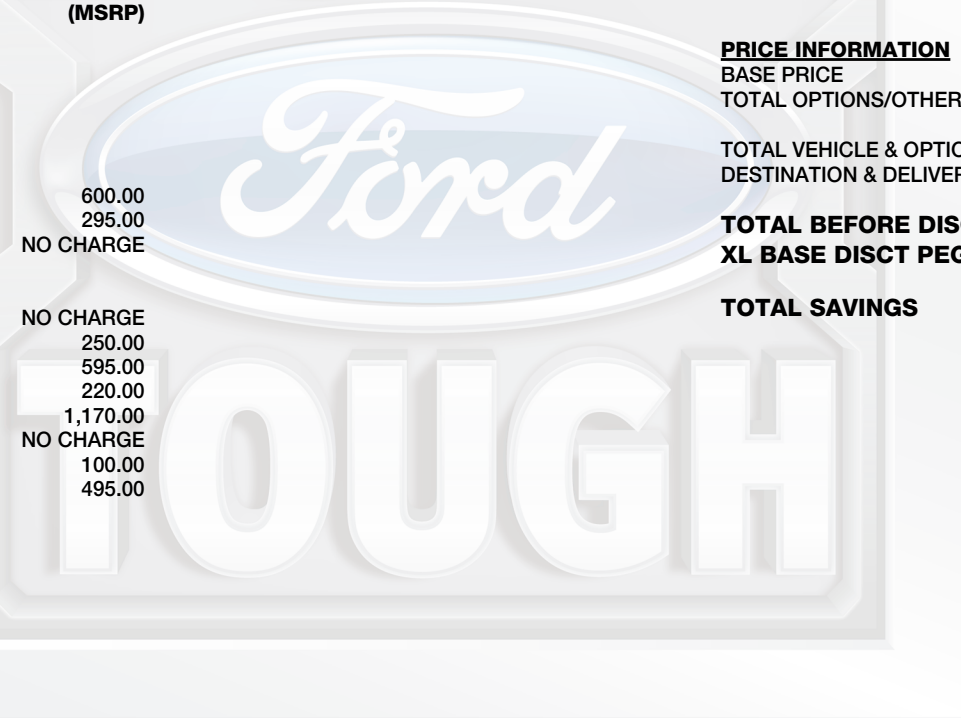 (MSRP)
600.00
295.00
NO CHARGE
NO CHARGE
250.00
595.00
220.00
1,170.00
NO CHARGE
100.00
495.00
PRICE INFORMATION
BASE PRICE
TOTAL OPTIONS/OTHER
TOTAL VEHICLE & OPTIO
DESTINATION & DELIVER
TOTAL BEFORE DIS
XL BASE DISCT PEG
TOTAL SAVINGS
Ford
TOUGH